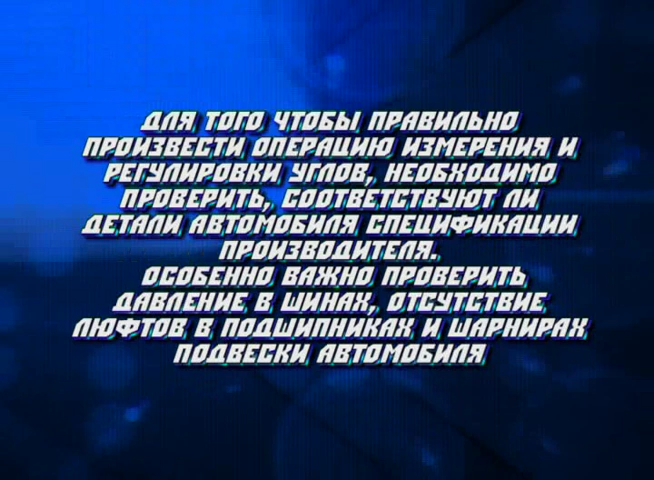 ДЛЯ ТОГО ЧТОБЫ ПРАВИЛЬНО
ПРОИЗВЕСТИ ОПЕРАЦИЮ ИЗМЕРЕНИЯ И
РЕГУЛИРОВКИ УГЛОВ, НЕОБХОДИМО
ПРОВЕРИТЬ, СООТВЕТСТВУЮТ ЛИ
ДЕТАЛИ АВТОМОБИЛЯ СПЕЦИФИКАЦИИ
ПРОИЗВОДИТЕЛЯ.
ОСОБЕННО ВАЖНО ПРОВЕРИТЬ
ДАВЛЕНИЕ В ШИНАХ, ОТСУТСТВИЕ
ЛЮФТОВ В ПОДШИПНИКАХ И ШАРНИРАХ
ПОДВЕСКИ АВТОМОБИЛЯ